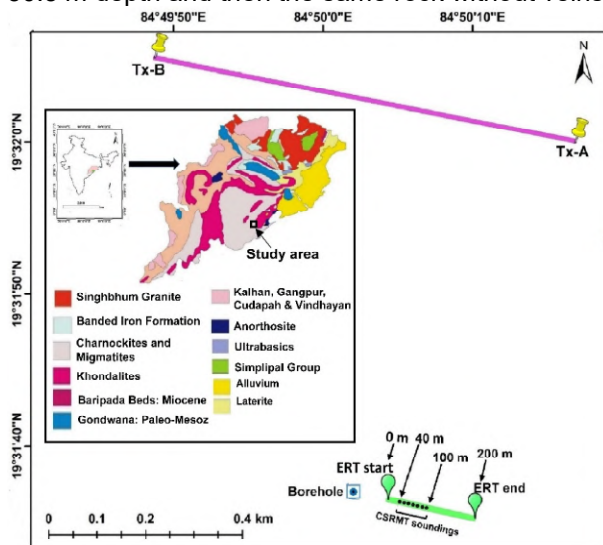 84°49'50"E 84°50'00"E 84°50'10"E
N
Tx-B
Tx-A
19°32'0"N
Study area
Singhbhum Granite
Banded Iron Formation
Charnockites and
Migmatites
Khondalites
Baripada Beds: Miocene
Gondwana: Paleo-Mesoz
Kalhan, Gangpur,
Cudapah & Vindhayan
Anorthosite
Ultrabasics
Simplipal Group
Alluvium
Laterite
19°31'50"N
19°31'40"N
0 m 40 m
100 m 200 m
ERT start
ERT end
Borehole
CSRMT soundings
0 0.1 0.2 0.4 km